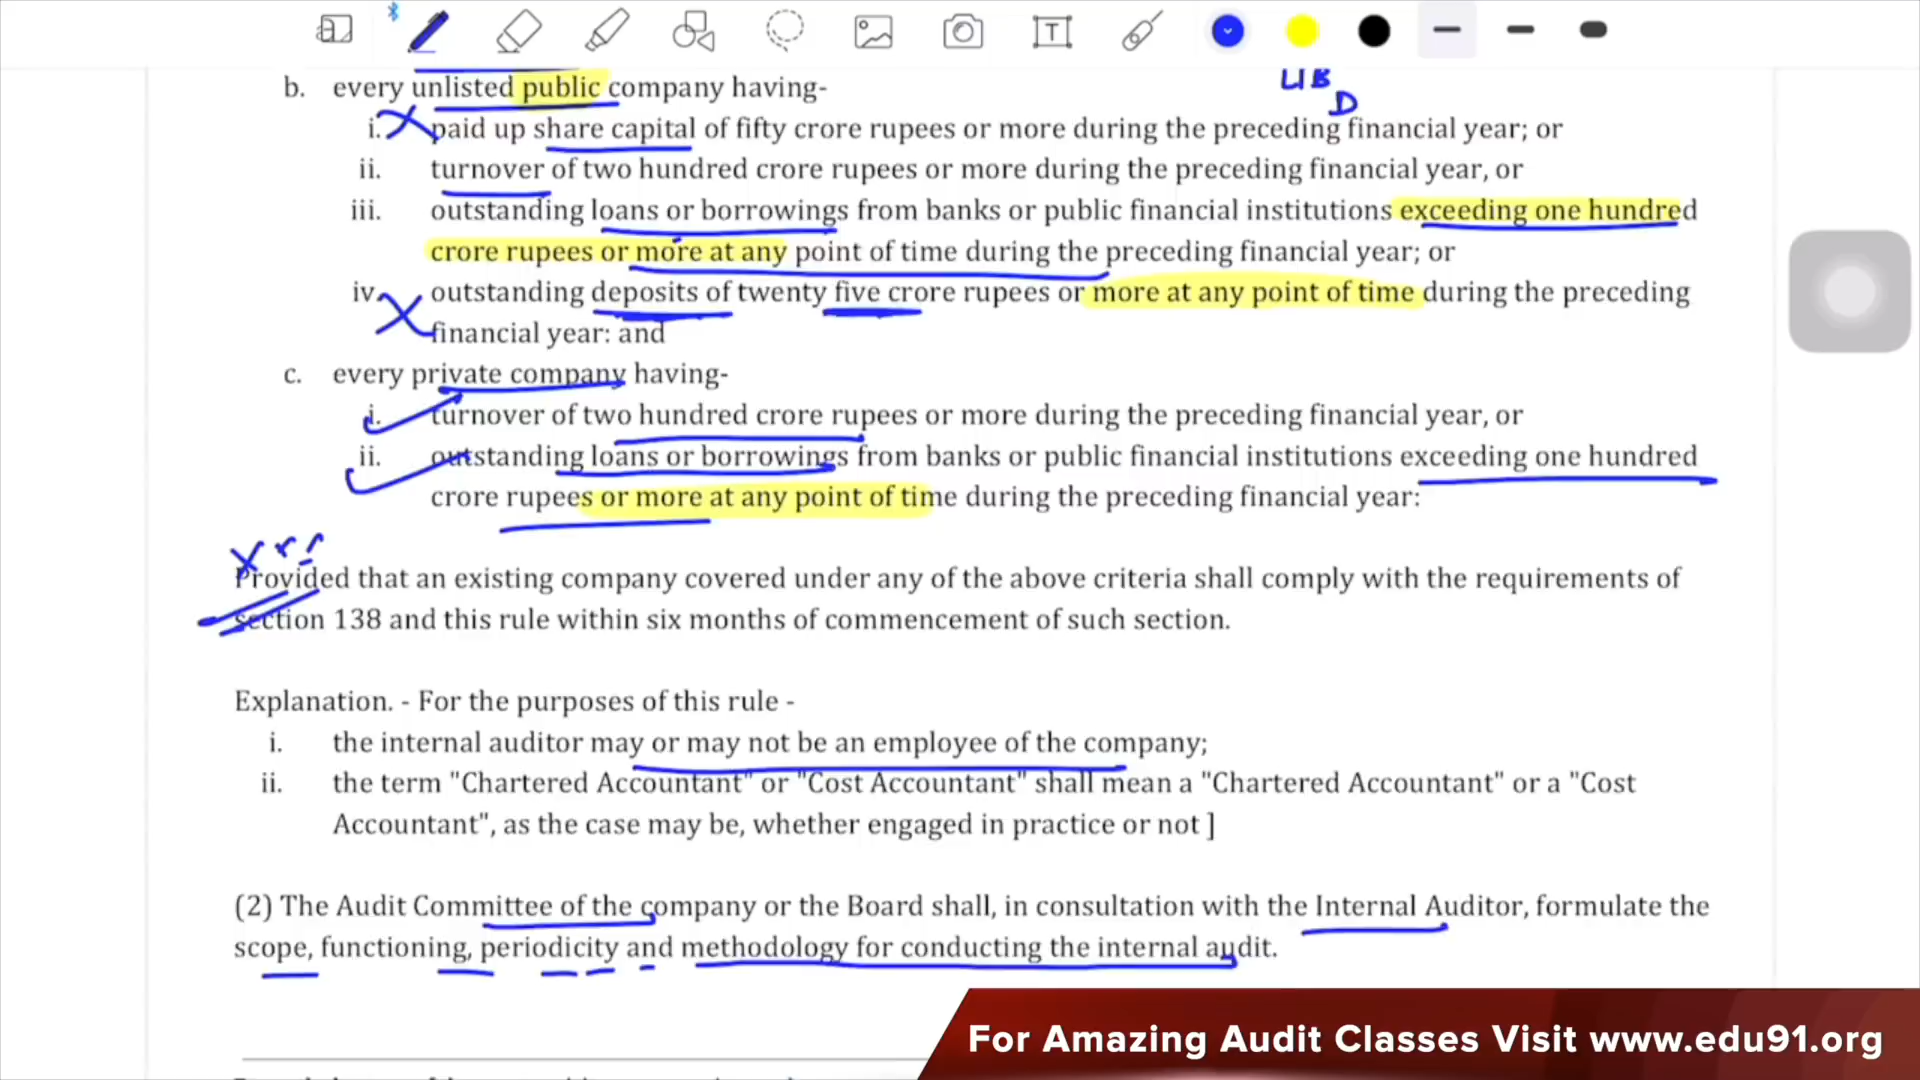 b. every unlisted public company having-
i. paid up share capital of fifty crore rupees or more during the preceding financial year; or
ii. turnover of two hundred crore rupees or more during the preceding financial year, or
iii. outstanding loans or borrowings from banks or public financial institutions exceeding one hundred
crore rupees or more at any point of time during the preceding financial year; or
iv. outstanding deposits of twenty five crore rupees or more at any point of time during the preceding
financial year: and
c. every private company having-
i. turnover of two hundred crore rupees or more during the preceding financial year, or
ii. outstanding loans or borrowings from banks or public financial institutions exceeding one hundred
crore rupees or more at any point of time during the preceding financial year:
Provided that an existing company covered under any of the above criteria shall comply with the requirements of
section 138 and this rule within six months of commencement of such section.
Explanation. - For the purposes of this rule -
i. the internal auditor may or may not be an employee of the company;
ii. the term "Chartered Accountant" or "Cost Accountant" shall mean a "Chartered Accountant" or a "Cost
Accountant", as the case may be, whether engaged in practice or not ]
(2) The Audit Committee of the company or the Board shall, in consultation with the Internal Auditor, formulate the
scope, functioning, periodicity and methodology for conducting the internal audit.
For Amazing Audit Classes Visit www.edu91.org